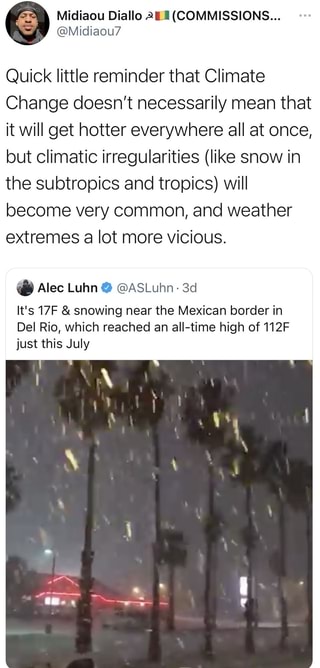 Midiaou Diallo ☭🇬🇳 (COMMISSIONS...
@Midiaou7
Quick little reminder that Climate
Change doesn’t necessarily mean that
it will get hotter everywhere all at once,
but climatic irregularities (like snow in
the subtropics and tropics) will
become very common, and weather
extremes a lot more vicious.
Alec Luhn @ASLuhn · 3d
It's 17F & snowing near the Mexican border in
Del Rio, which reached an all-time high of 112F
just this July